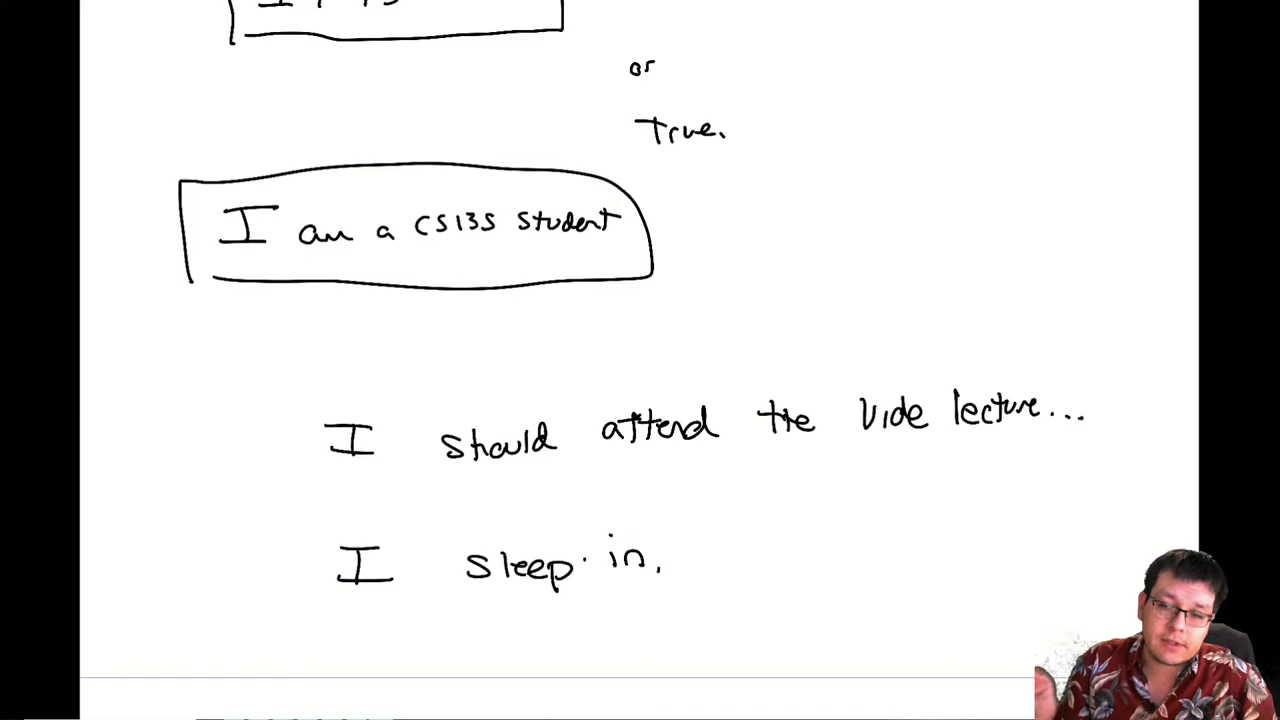 or
True.
I am a CS135 student
I should attend the vide lecture...
I sleep in.